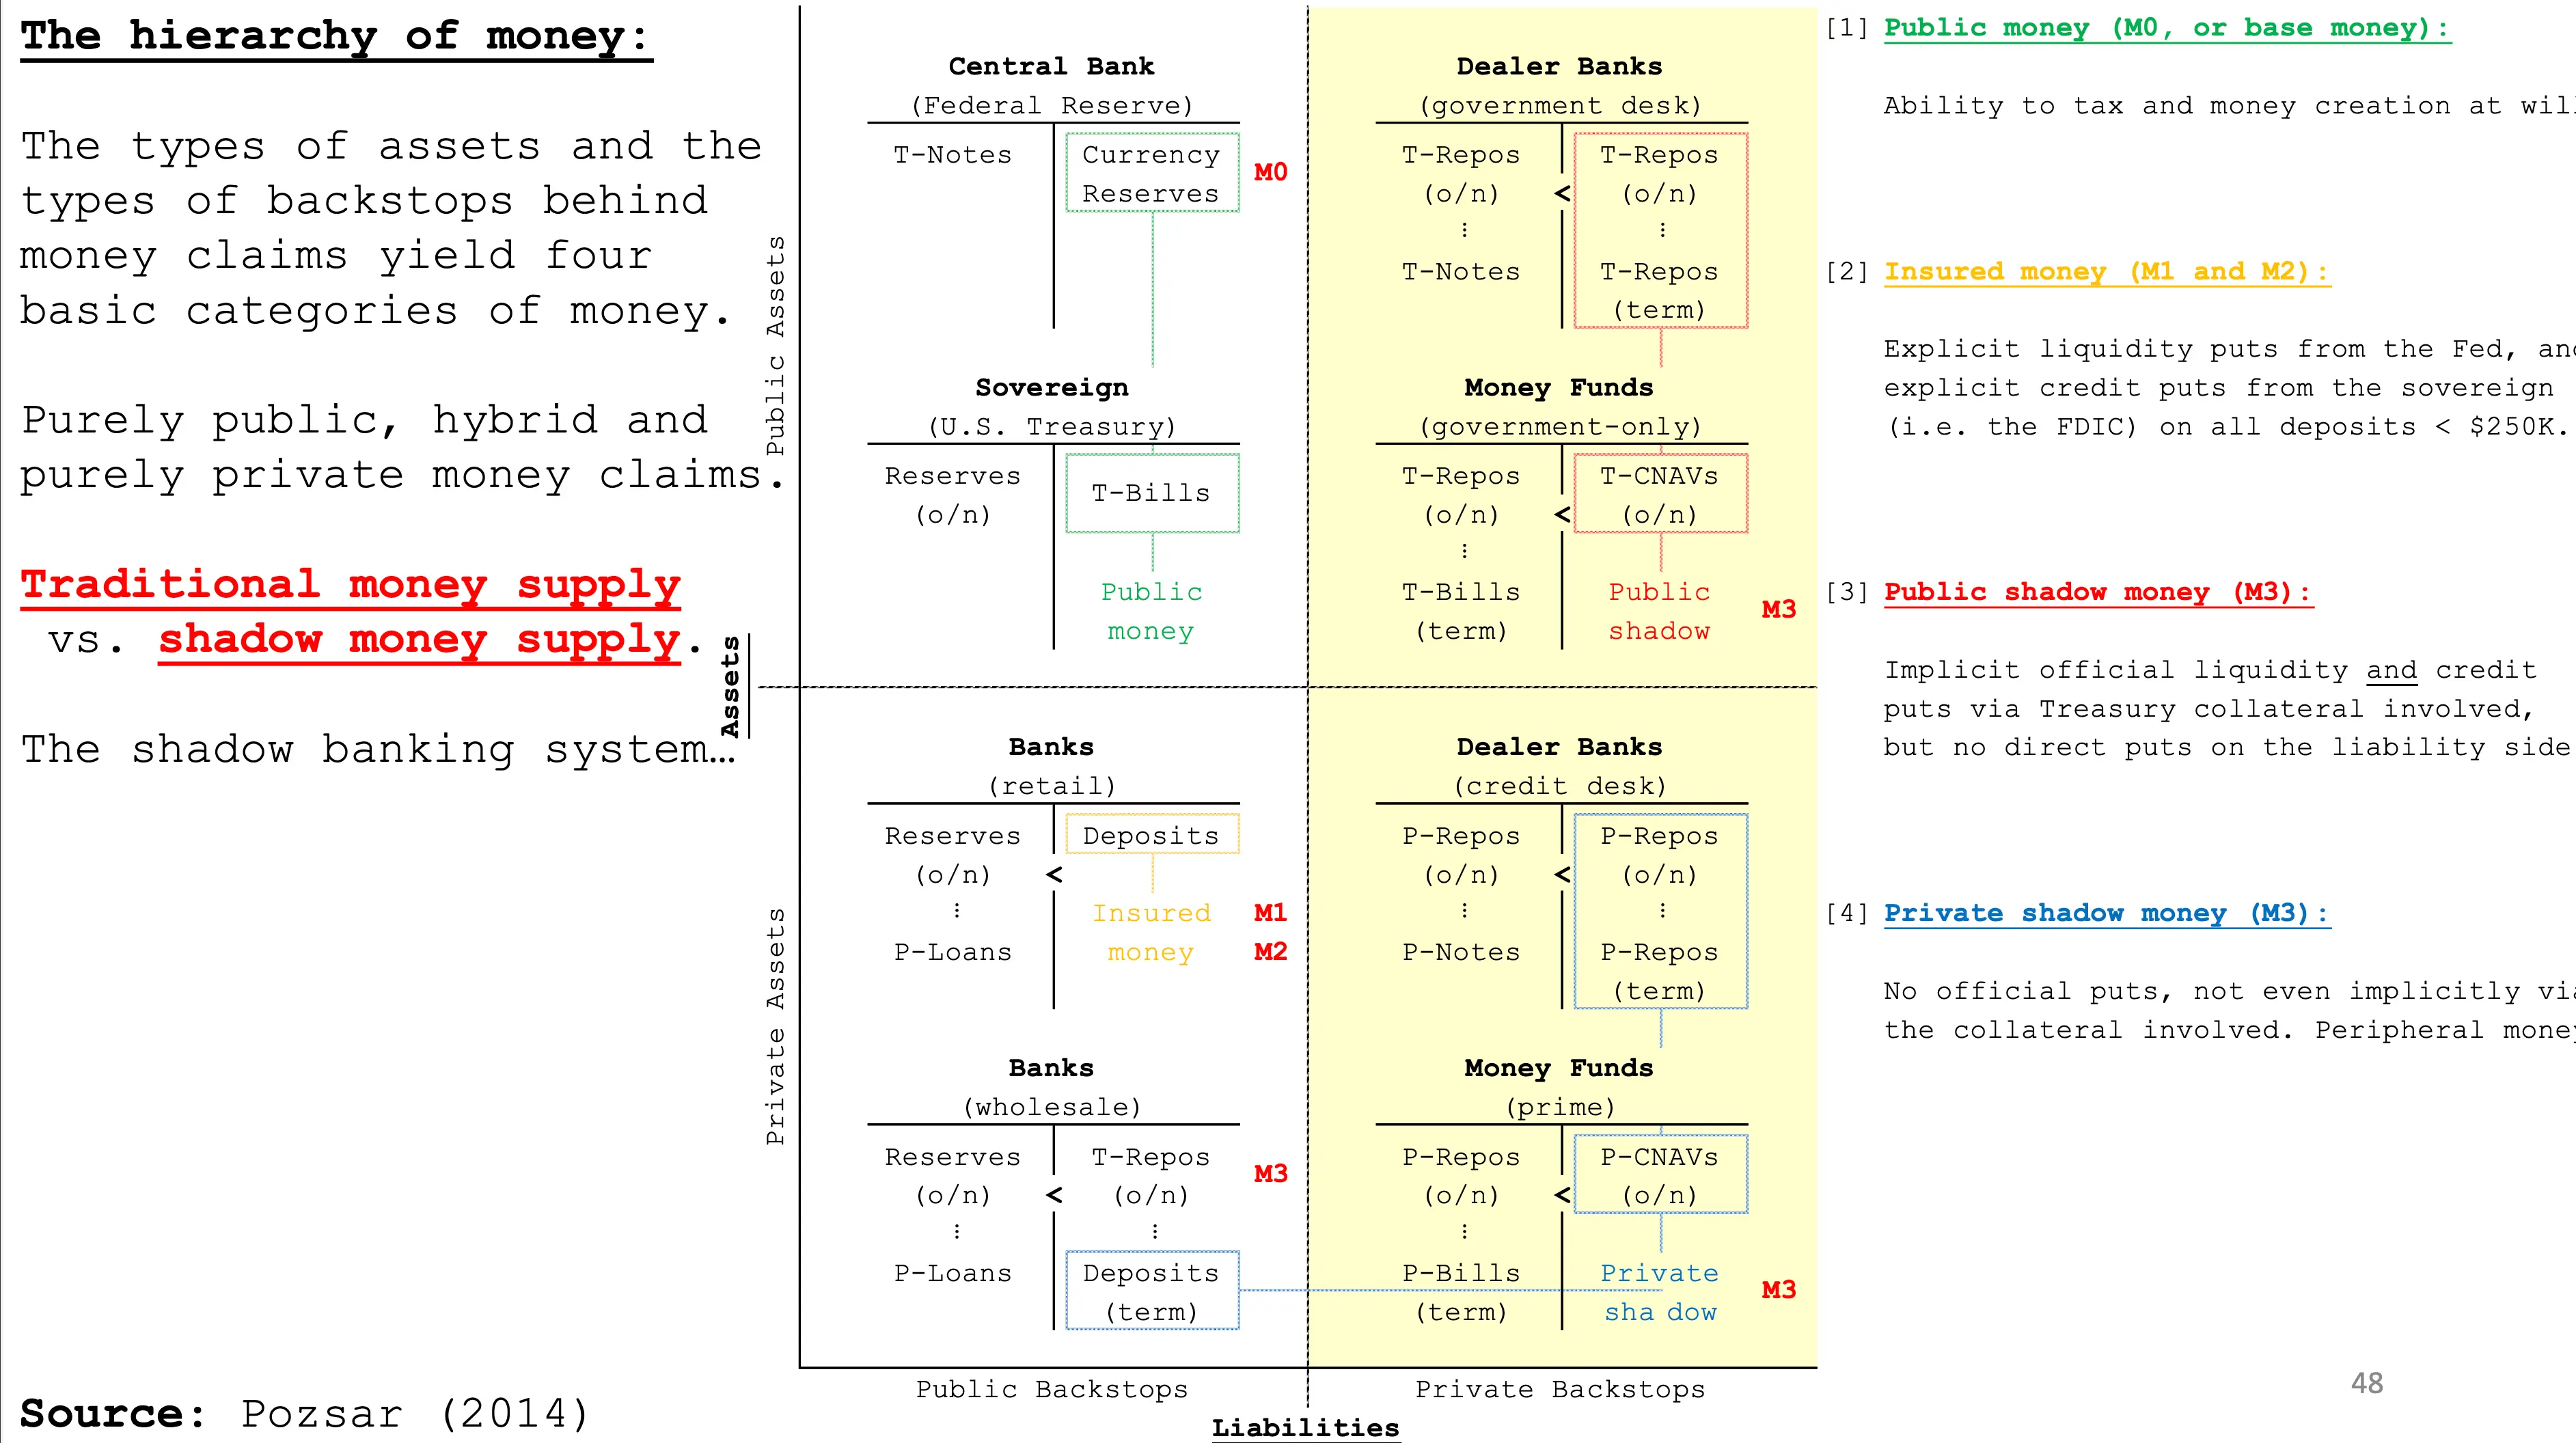 The hierarchy of money:
The types of assets and the
types of backstops behind
money claims yield four
basic categories of money.
Purely public, hybrid and
purely private money claims.
Traditional money supply
vs. shadow money supply.
The shadow banking system…
Source: Pozsar (2014)
Assets
Public Assets
Private Assets
Central Bank
(Federal Reserve)
T-Notes
Currency
Reserves
M0
Sovereign
(U.S. Treasury)
Reserves
(o/n)
T-Bills
Public
money
Dealer Banks
(government desk)
T-Repos
(o/n)
⋮
T-Notes
<
T-Repos
(o/n)
⋮
T-Repos
(term)
Money Funds
(government-only)
T-Repos
(o/n)
⋮
T-Bills
(term)
<
T-CNAVs
(o/n)
Public
shadow
M3
Banks
(retail)
Reserves
(o/n)
⋮
P-Loans
<
Deposits
Insured
money
M1
M2
Banks
(wholesale)
Reserves
(o/n)
⋮
P-Loans
<
T-Repos
(o/n)
⋮
Deposits
(term)
M3
Dealer Banks
(credit desk)
P-Repos
(o/n)
⋮
P-Notes
<
P-Repos
(o/n)
⋮
P-Repos
(term)
Money Funds
(prime)
P-Repos
(o/n)
⋮
P-Bills
(term)
<
P-CNAVs
(o/n)
Private
sha dow
M3
Public Backstops
Private Backstops
Liabilities
[1] Public money (M0, or base money):
Ability to tax and money creation at wil
[2] Insured money (M1 and M2):
Explicit liquidity puts from the Fed, an
explicit credit puts from the sovereign
(i.e. the FDIC) on all deposits < $250K.
[3] Public shadow money (M3):
Implicit official liquidity and credit
puts via Treasury collateral involved,
but no direct puts on the liability side
[4] Private shadow money (M3):
No official puts, not even implicitly vi
the collateral involved. Peripheral mone
48